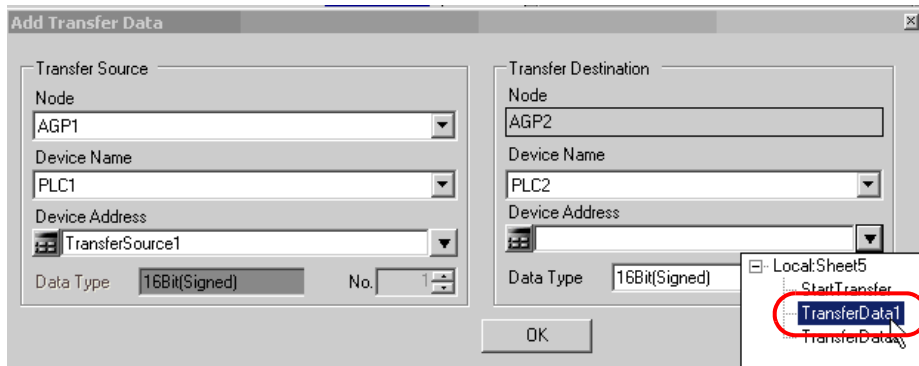 Add Transfer Data
Transfer Source
Node
AGP1
Device Name
PLC1
Device Address
TransferSource1
Data Type 16Bit(Signed) No. 1
Transfer Destination
Node
AGP2
Device Name
PLC2
Device Address
Data Type 16Bit(Signed)
Local:Sheet5
StartTransfer
TransferData1
OK